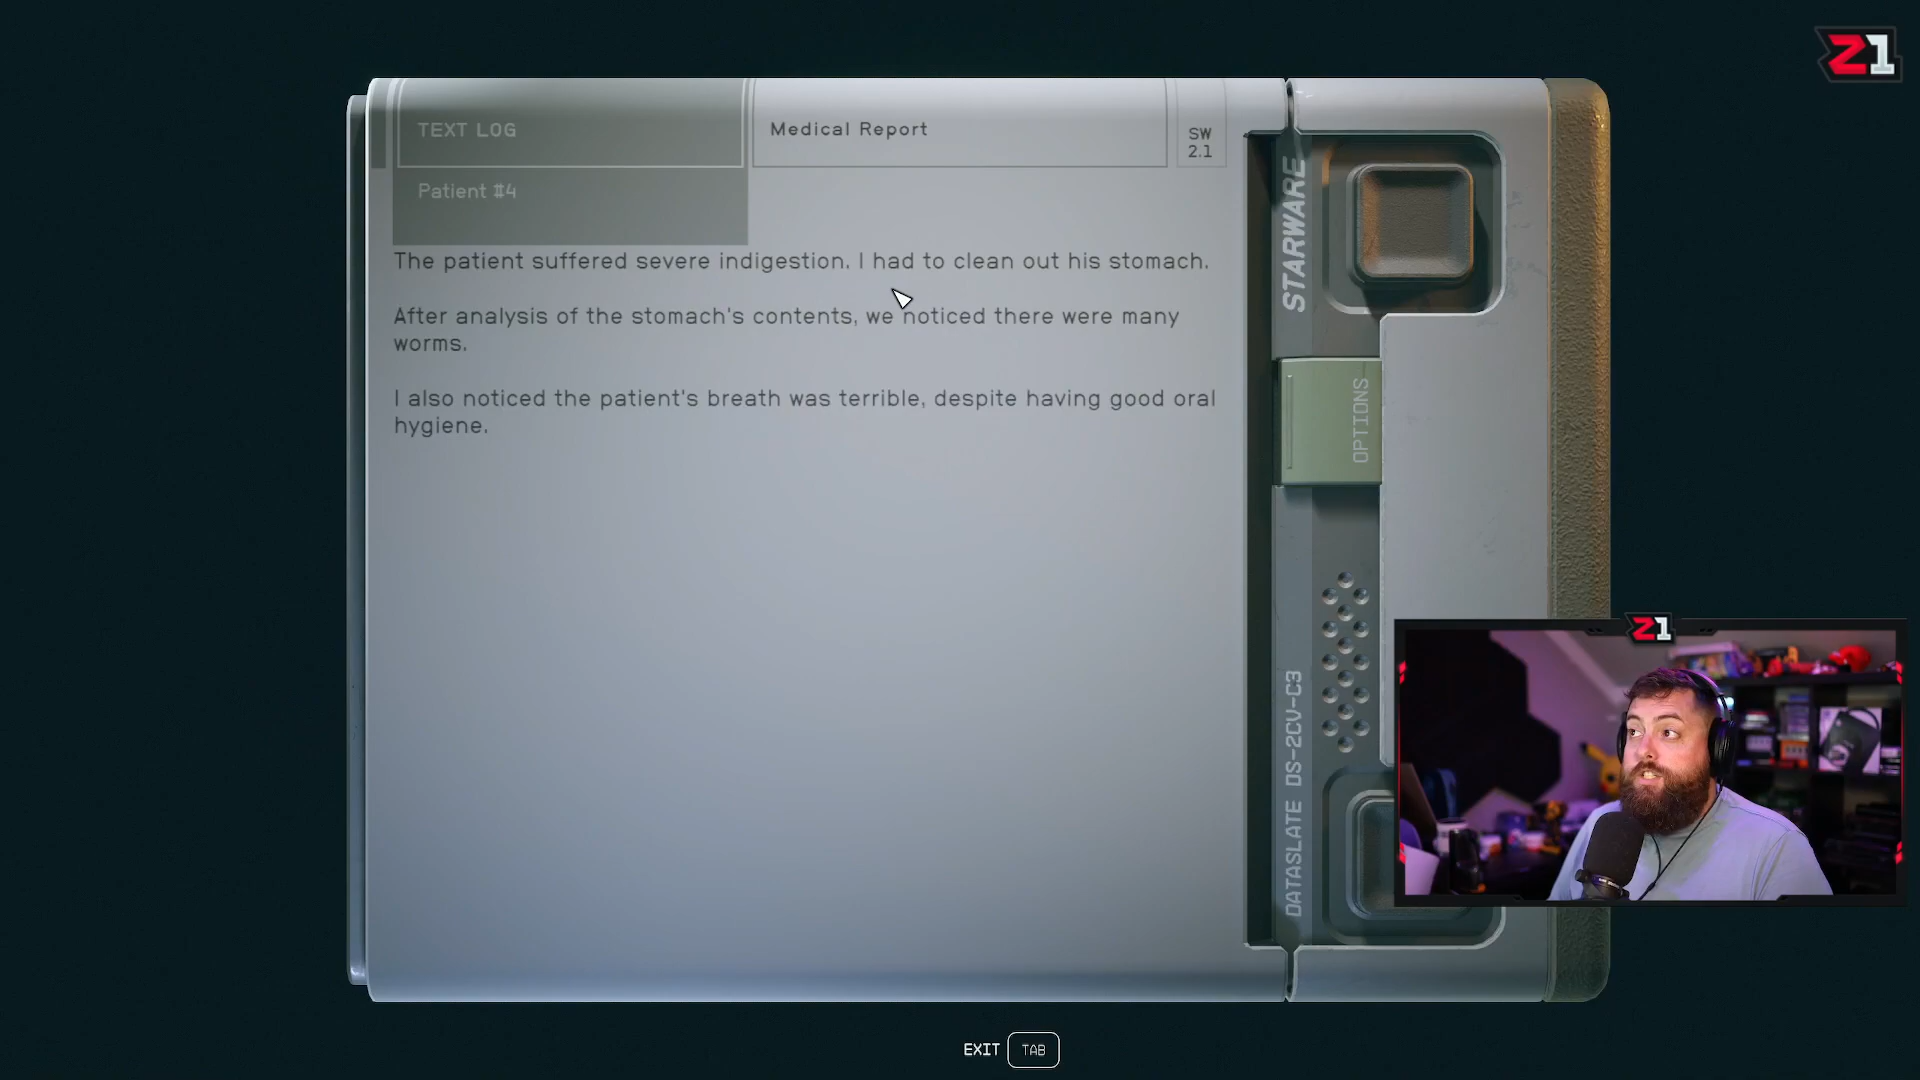 Z1
TEXT LOG
Medical Report
SW
2.1
Patient #4
The patient suffered severe indigestion. I had to clean out his stomach.
After analysis of the stomach's contents, we noticed there were many
worms.
I also noticed the patient's breath was terrible, despite having good oral
hygiene.
STARWARE
OPTIONS
DATASLATE DS-2CV-C3
Z1
EXIT TAB